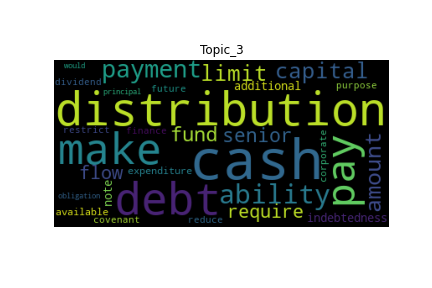 Topic_3
would
payment
limit
capital
dividend
principal
future
additional
purpose
distribution
restrict
finance
fund
senior
make
cash
pay
corporate
amount
flow
expenditure
ability
note
debt
require
available
covenant
reduce
indebtedness
obligation